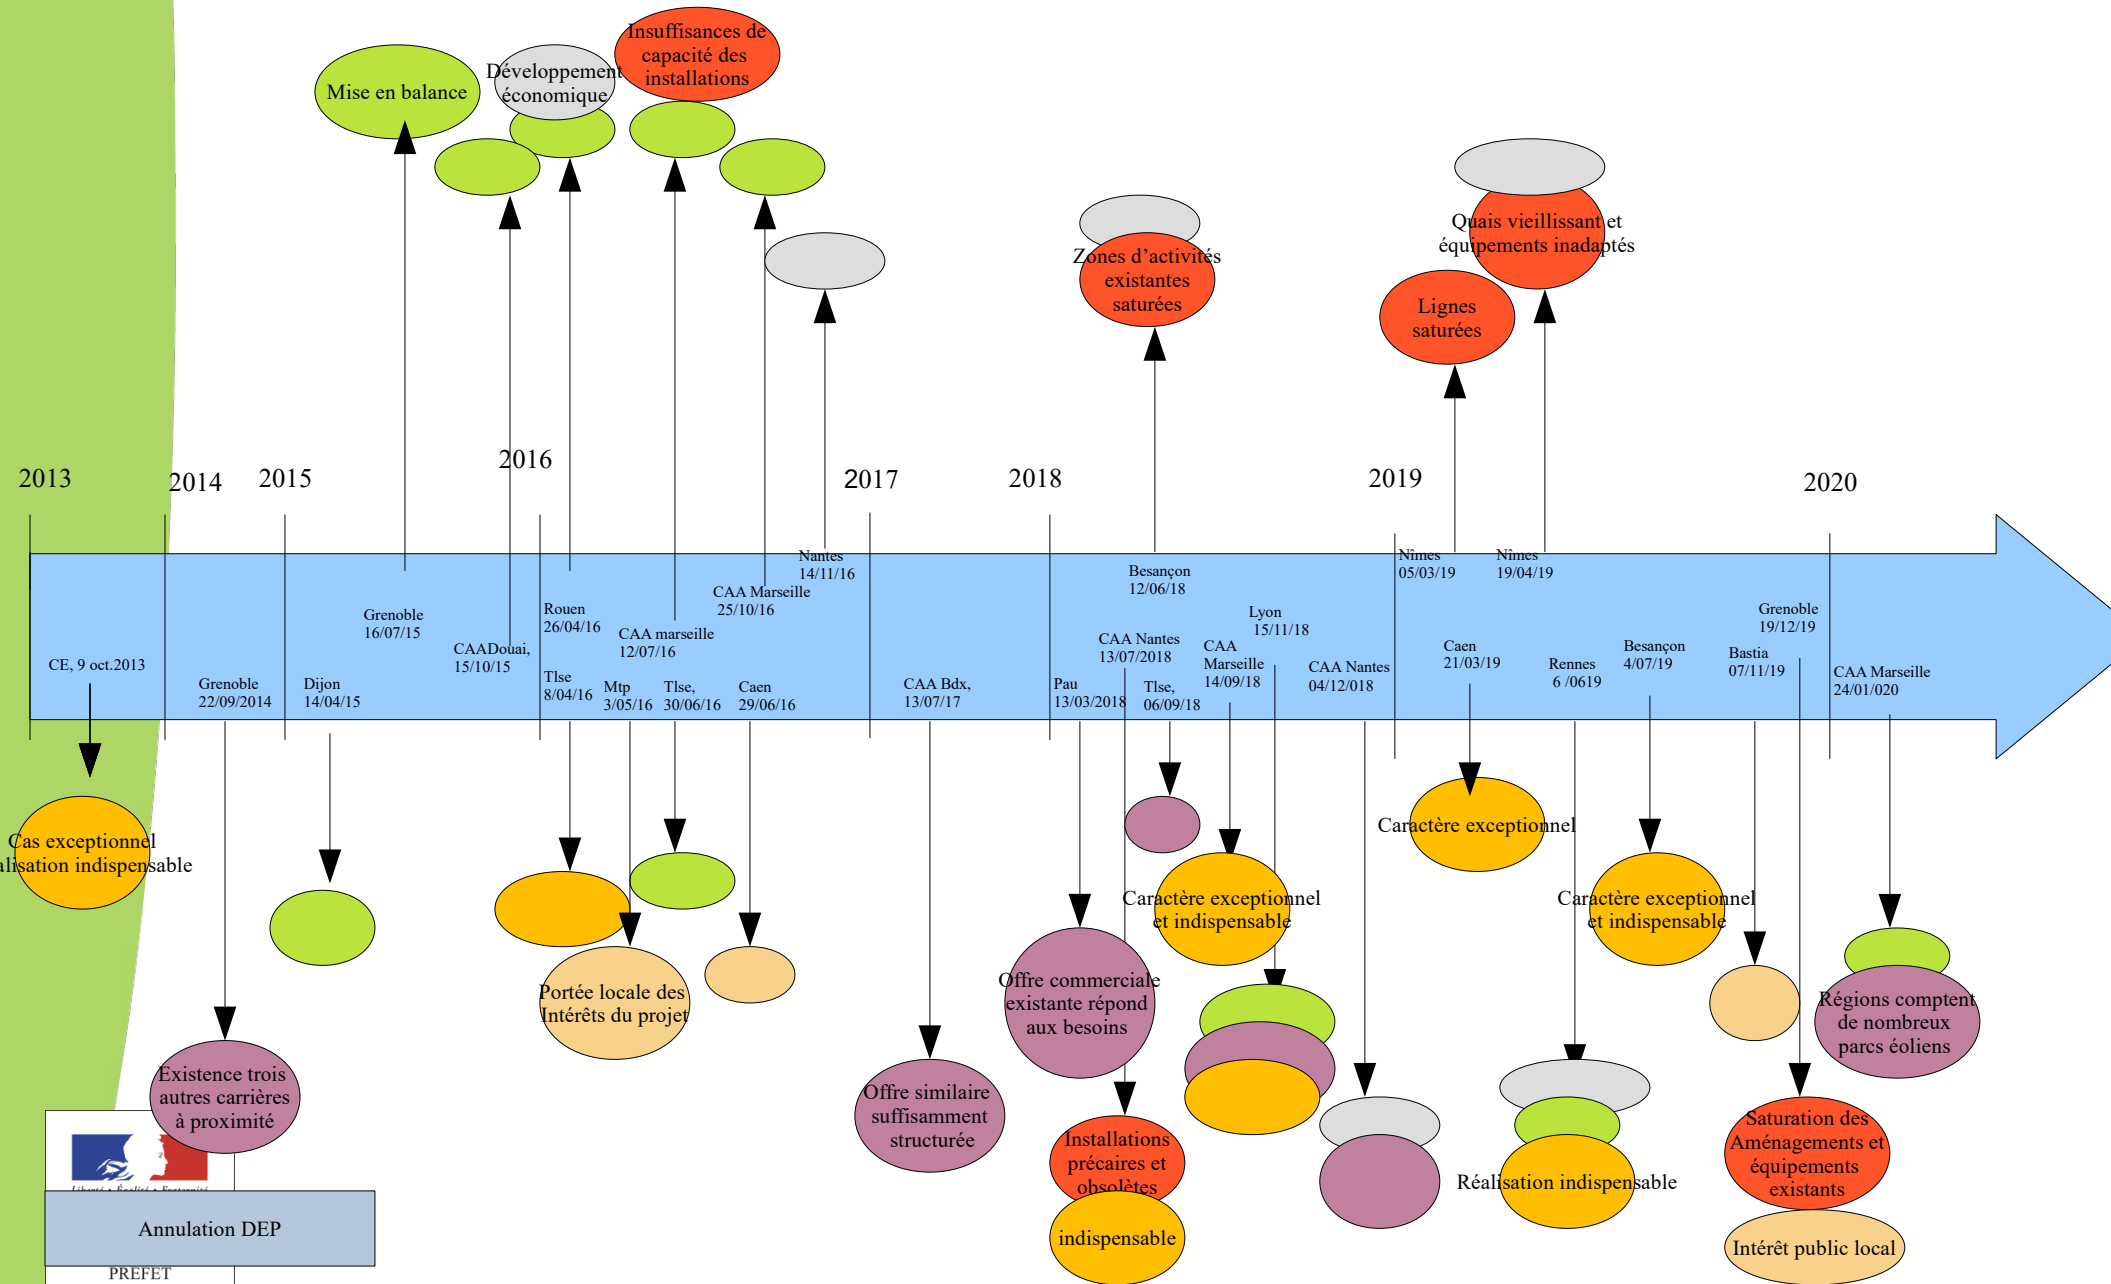 Insuffisances de
capacité des
installations
Développement
économique
Mise en balance
Quais vieillissant et
équipements inadaptés
Zones d’activités
existantes
saturées
Lignes
saturées
2013
2014
2015
2016
2017
2018
2019
2020
CE, 9 oct.2013
Grenoble
22/09/2014
Dijon
14/04/15
Grenoble
16/07/15
CAADouai,
15/10/15
Rouen
26/04/16
Tlse
8/04/16
Mtp
3/05/16
CAA marseille
12/07/16
Tlse,
30/06/16
CAA Marseille
25/10/16
Caen
29/06/16
Nantes
14/11/16
CAA Bdx,
13/07/17
Pau
13/03/2018
Besançon
12/06/18
CAA Nantes
13/07/2018
Tlse,
06/09/18
CAA
Marseille
14/09/18
Lyon
15/11/18
CAA Nantes
04/12/018
Nîmes
05/03/19
Caen
21/03/19
Nîmes
19/04/19
Rennes
6 /0619
Besançon
4/07/19
Bastia
07/11/19
Grenoble
19/12/19
CAA Marseille
24/01/020
Cas exceptionnel
alisation indispensable
Existence trois
autres carrières
à proximité
Portée locale des
Intérêts du projet
Offre similaire
suffisamment
structurée
Offre commerciale
existante répond
aux besoins
Installations
précaires et
obsolètes
indispensable
Caractère exceptionnel
et indispensable
Caractère exceptionnel
Réalisation indispensable
Caractère exceptionnel
et indispensable
Saturation des
Aménagements et
équipements
existants
Intérêt public local
Régions comptent
de nombreux
parcs éoliens
Liberté • Égalité • Fraternité
Annulation DEP
PREFET